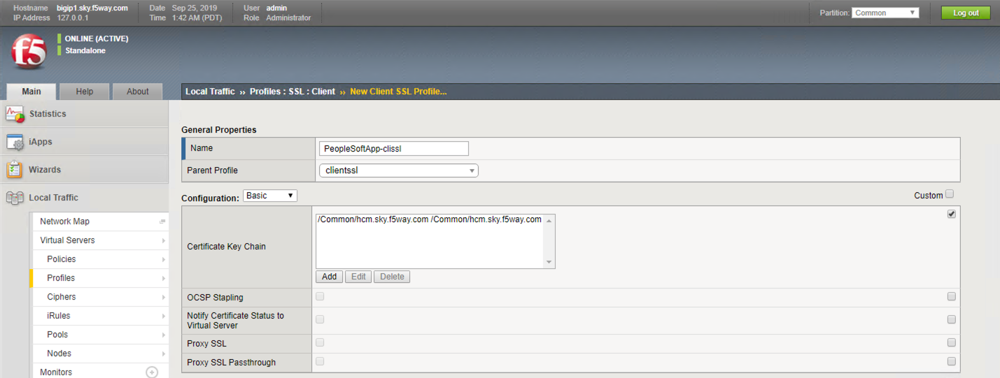 Hostname bigip1.sky.f5way.com Date Sep 25, 2019 User admin
IP Address 127.0.0.1 Time 1:42 AM (PDT) Role Administrator
Partition: Common
Log out
f5
ONLINE (ACTIVE)
Standalone
Main Help About
Local Traffic ›› Profiles : SSL : Client ›› New Client SSL Profile...
Statistics
iApps
Wizards
Local Traffic
Network Map
Virtual Servers
Policies
Profiles
Ciphers
iRules
Pools
Nodes
Monitors
General Properties
Name PeopleSoftApp-clissl
Parent Profile clientssl
Configuration: Basic Custom
Certificate Key Chain
/Common/hcm.sky.f5way.com /Common/hcm.sky.f5way.com
Add Edit Delete
OCSP Stapling
Notify Certificate Status to
Virtual Server
Proxy SSL
Proxy SSL Passthrough